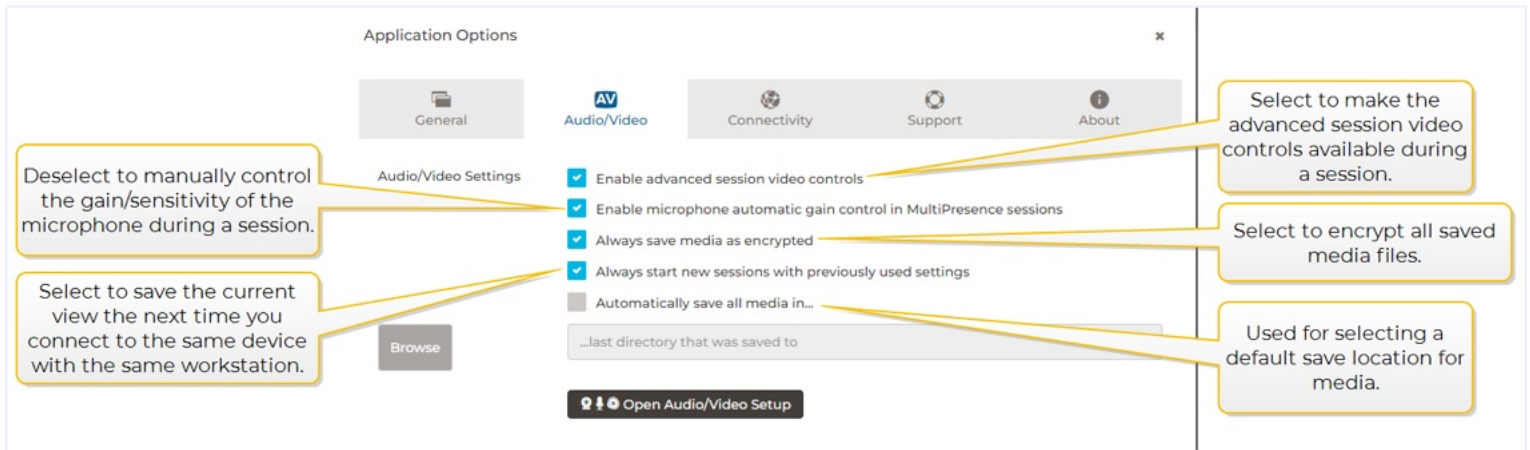 Application Options
General
AV
Audio/Video
Connectivity
Support
About
Select to make the
advanced session video
controls available during
a session.
Deselect to manually control
the gain/sensitivity of the
microphone during a session.
Audio/Video Settings
Enable advanced session video controls
Enable microphone automatic gain control in MultiPresence sessions
Always save media as encrypted
Select to encrypt all saved
media files.
Select to save the current
view the next time you
connect to the same device
with the same workstation.
Always start new sessions with previously used settings
Automatically save all media in...
Browse
...last directory that was saved to
Used for selecting a
default save location for
media.
Open Audio/Video Setup